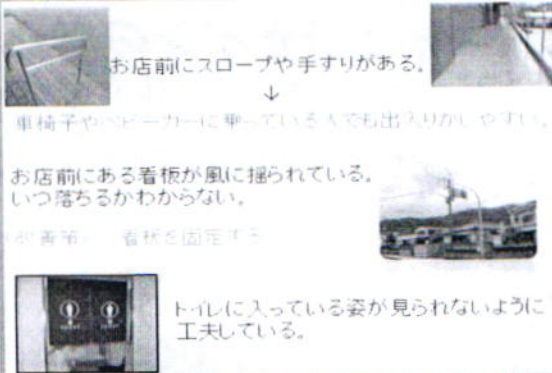 お店前にスロープや手すりがある。
↓
車椅子やベビーカーに乗っている人でも出入りがしやすい。
お店前にある看板が風に揺られている。
いつ落ちるかわからない。
看板を固定する
トイレに入っている姿が見られないように
工夫している。